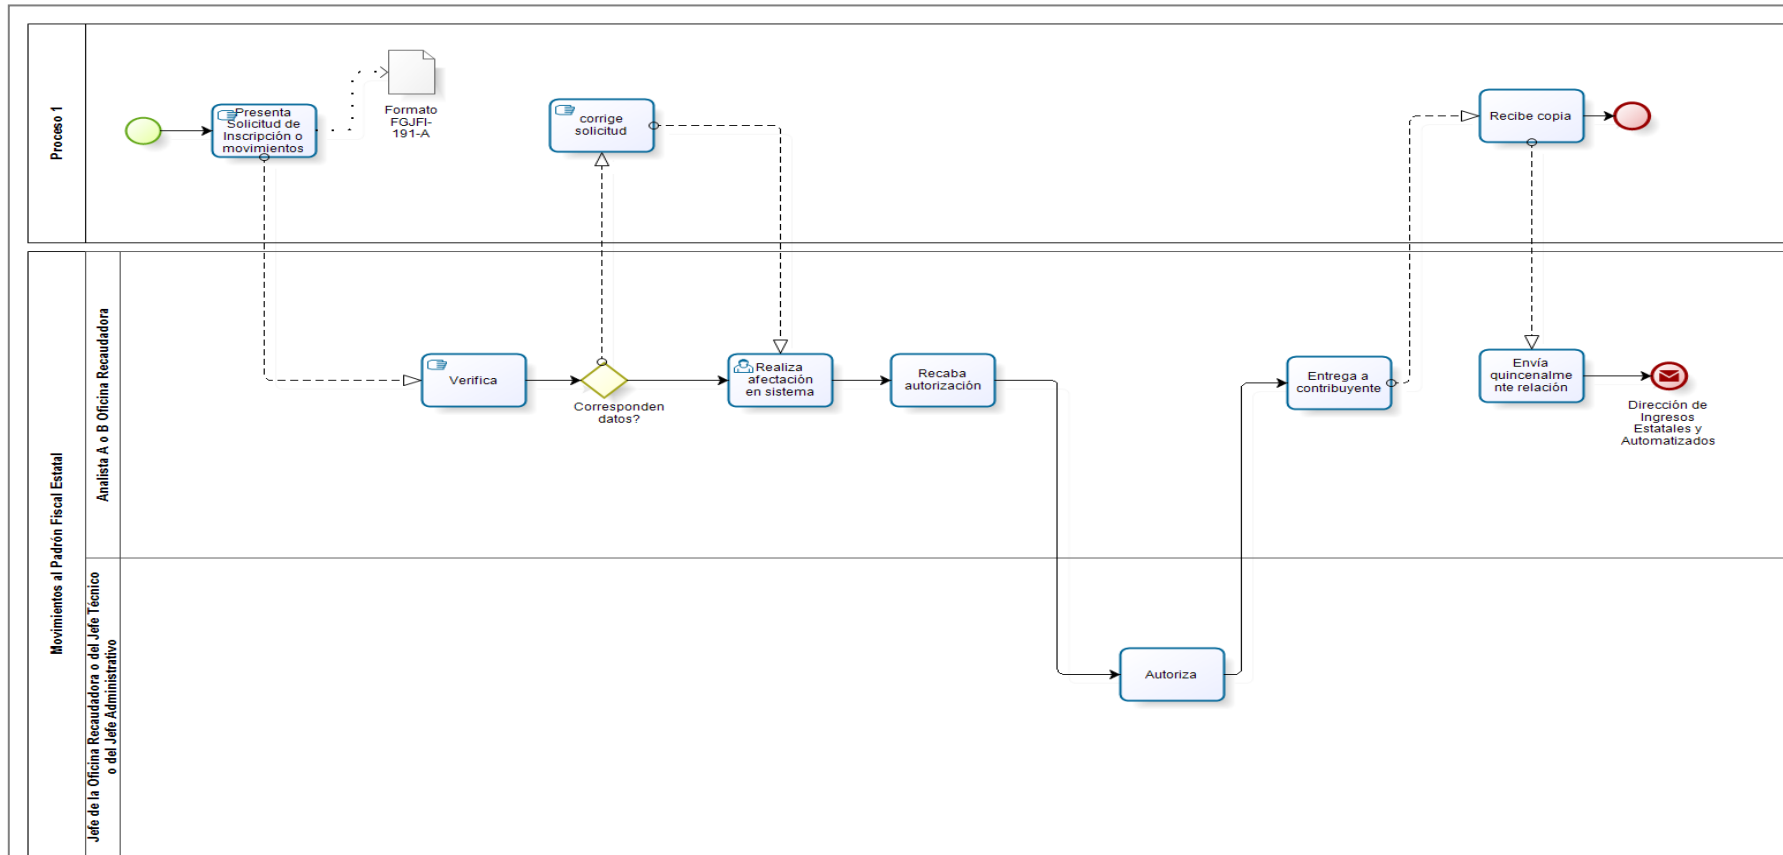 Proceso 1
Presenta
Solicitud de
Inscripción o
movimientos
Formato
FGJFI-
191-A
corrige
solicitud
Recibe copia
Movimientos al Padrón Fiscal Estatal
Analista A o B Oficina Recaudadora
Verifica
Corresponden
datos?
Realiza
afectación
en sistema
Recaba
autorización
Entrega a
contribuyente
Envía
quincenalme
nte relación
Dirección de
Ingresos
Estatales y
Automatizados
Jefe de la Oficina Recaudadora o del Jefe Técnico
o del Jefe Administrativo
Autoriza